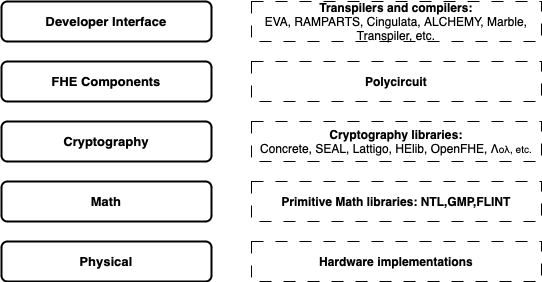 Developer Interface
Transpilers and compilers:
EVA, RAMPARTS, Cingulata, ALCHEMY, Marble,
Transpiler, etc.
FHE Components
Polycircuit
Cryptography
Cryptography libraries:
Concrete, SEAL, Lattigo, HElib, OpenFHE, Λολ, etc.
Math
Primitive Math libraries: NTL,GMP,FLINT
Physical
Hardware implementations